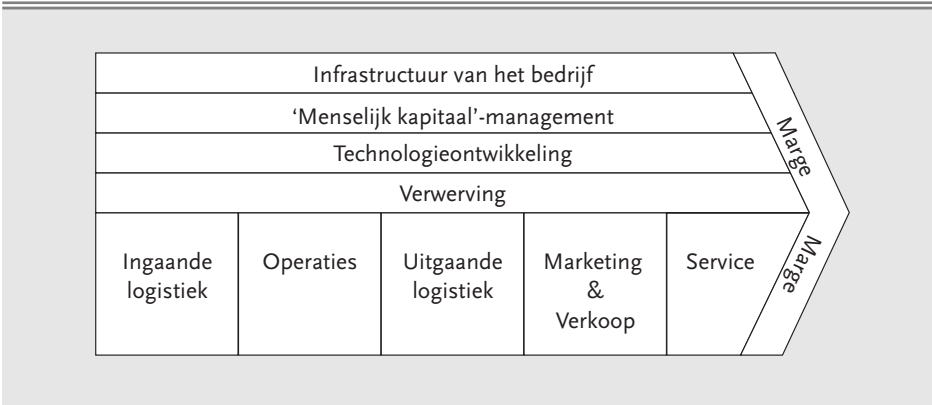 Infrastructuur van het bedrijf
‘Menselijk kapitaal’-management
Technologieontwikkeling
Verwerving
Marge
Ingaande
logistiek
Operaties
Uitgaande
logistiek
Marketing
&
Verkoop
Service
Marge